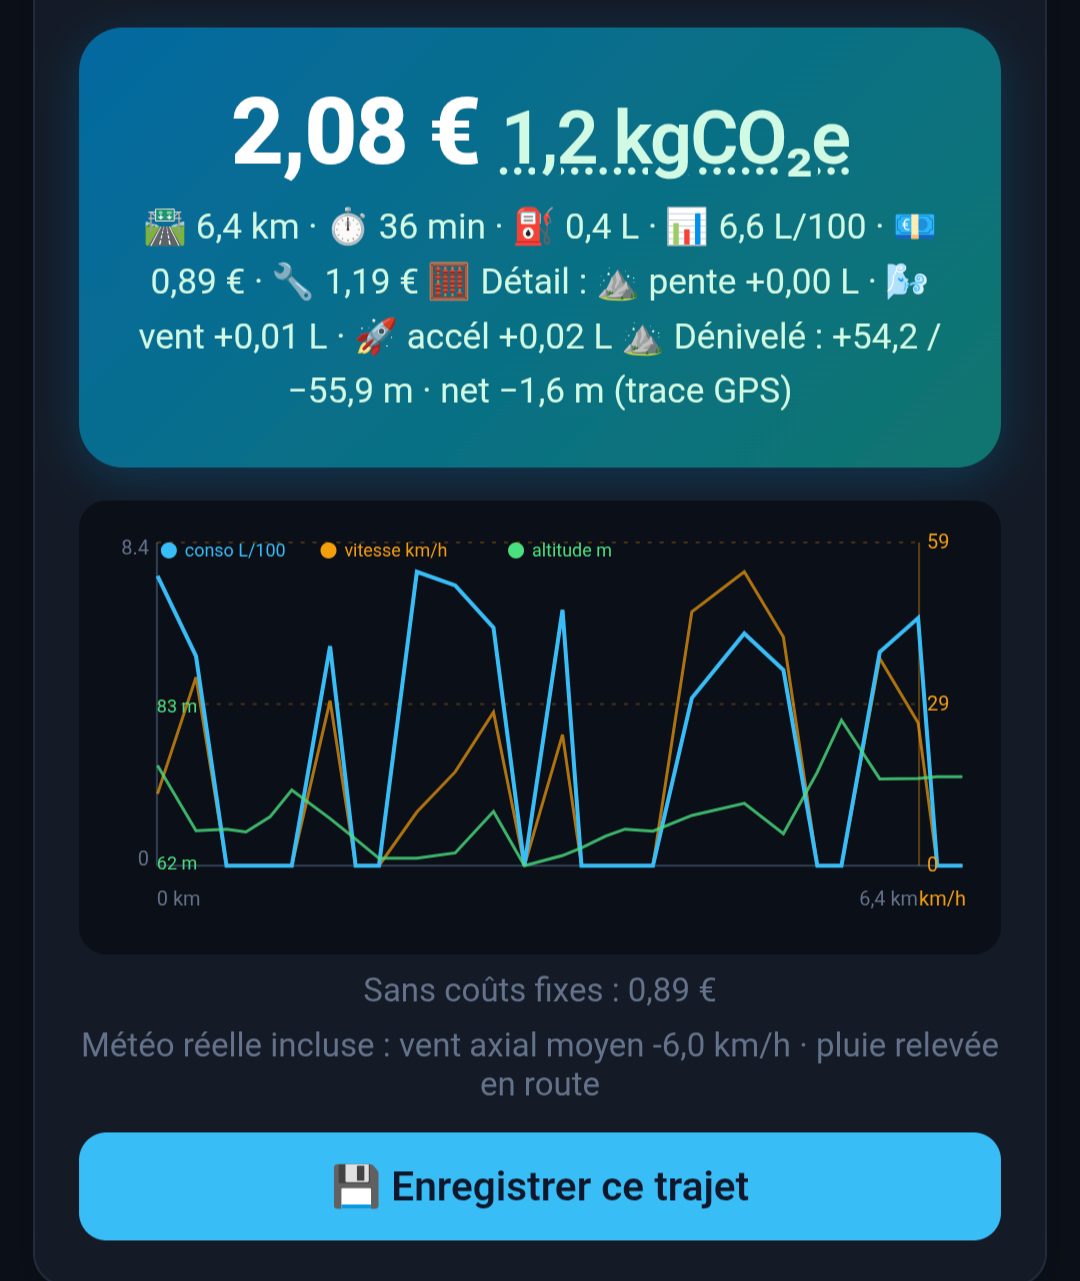 2,08 € 1,2 kgCO₂e
🛣️ 6,4 km · ⏱️ 36 min · ⛽ 0,4 L · 📊 6,6 L/100 · 💶
0,89 € · 🔧 1,19 € 🧮 Détail : ⛰️ pente +0,00 L · 🌬️
vent +0,01 L · 🚀 accél +0,02 L ⛰️ Dénivelé : +54,2 /
−55,9 m · net −1,6 m (trace GPS)
8.4 conso L/100 vitesse km/h altitude m 59
83 m 29
0 62 m 0
0 km 6,4 km km/h
Sans coûts fixes : 0,89 €
Météo réelle incluse : vent axial moyen -6,0 km/h · pluie relevée
en route
💾 Enregistrer ce trajet